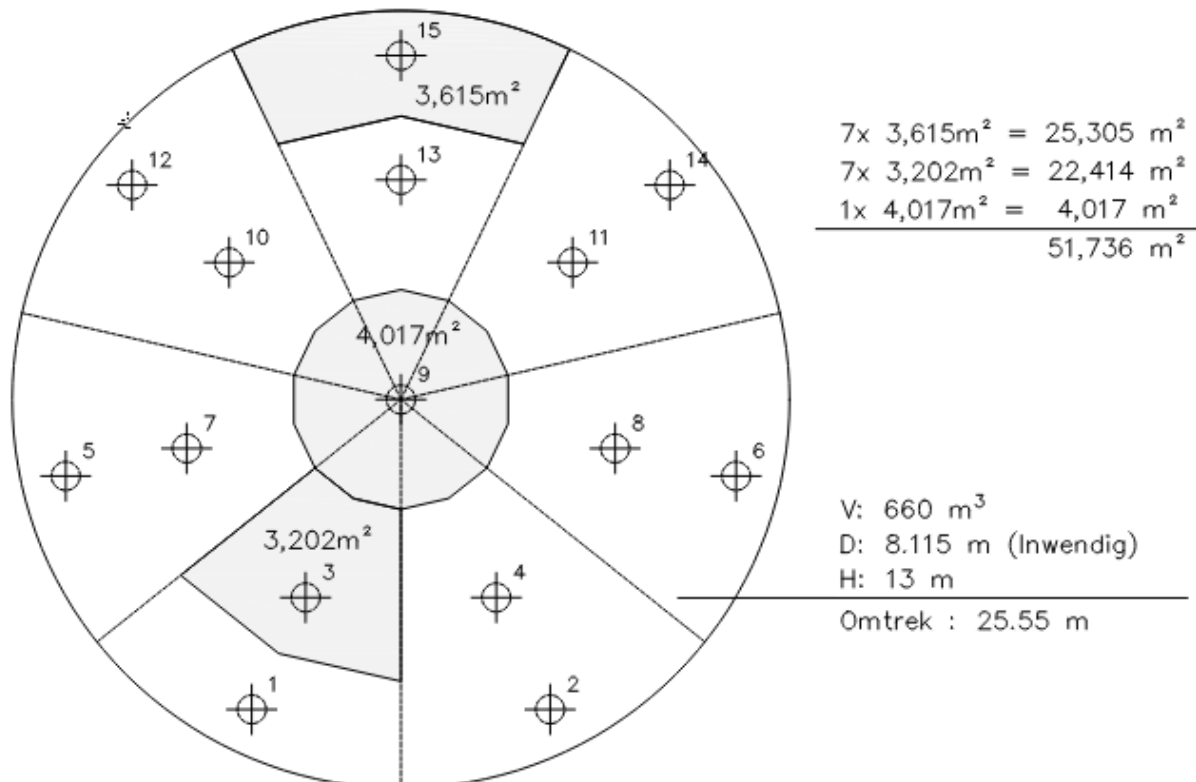 15
3,615m²
12
13
14
10
11
4,017m²
9
7
8
5
6
3,202m²
3
4
1
2
7x 3,615m² = 25,305 m²
7x 3,202m² = 22,414 m²
1x 4,017m² = 4,017 m²
51,736 m²
V: 660 m³
D: 8.115 m (Inwendig)
H: 13 m
Omtrek : 25.55 m